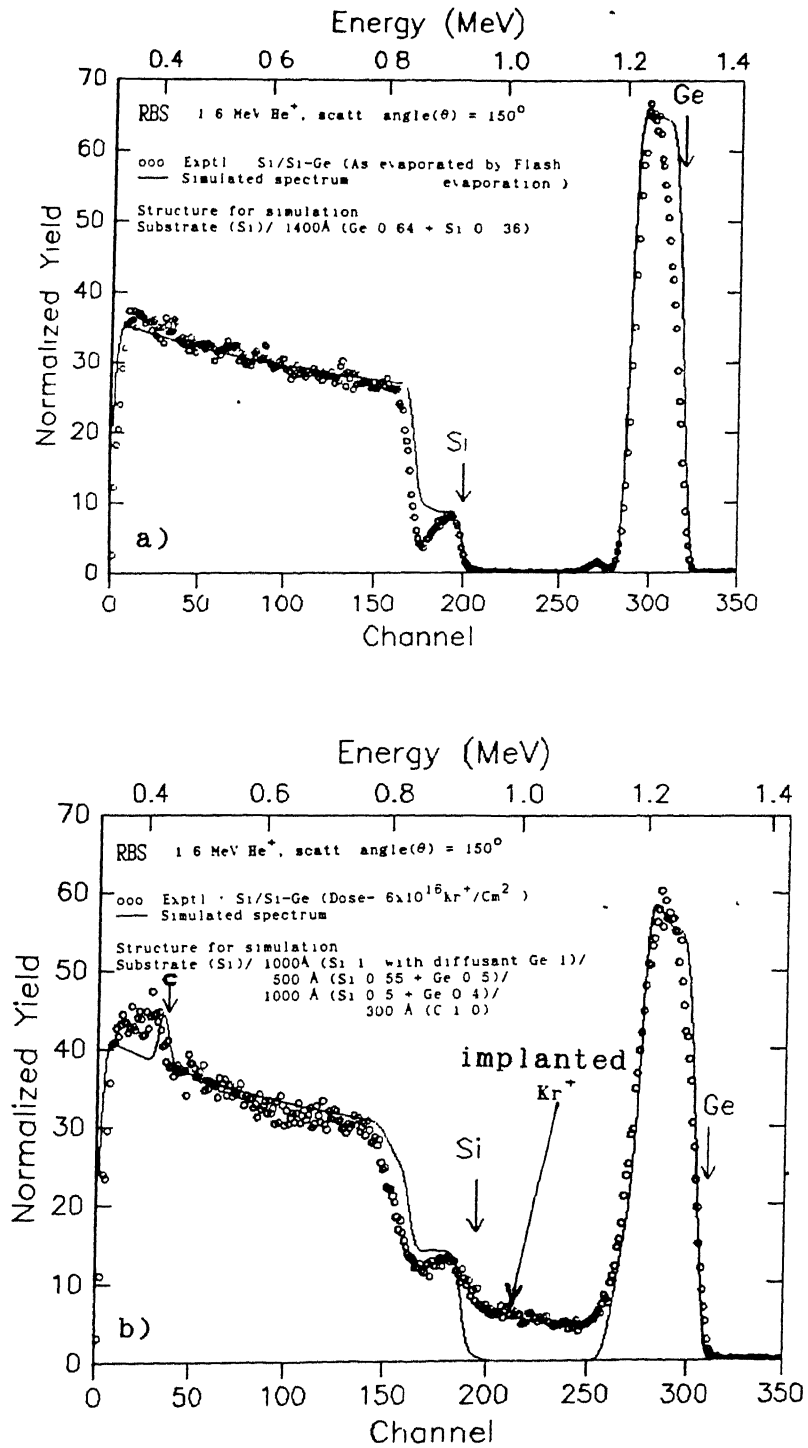 Energy (MeV)
0.4 0.6 0.8 1.0 1.2 1.4
70
60
50
40
30
20
10
0
Normalized Yield
RBS 1 6 MeV He+, scatt angle(θ) = 150°
ooo Exptl Si/Si-Ge (As evaporated by Flash
— Simulated spectrum evaporation )
Structure for simulation
Substrate (Si)/ 1400Å (Ge 0 64 + Si 0 36)
Ge
Si
a)
0 50 100 150 200 250 300 350
Channel
Energy (MeV)
0.4 0.6 0.8 1.0 1.2 1.4
70
60
50
40
30
20
10
0
Normalized Yield
RBS 1 6 MeV He+, scatt angle(θ) = 150°
ooo Exptl · Si/Si-Ge (Dose- 6x10^16kr+/Cm^2 )
— Simulated spectrum
Structure for simulation
Substrate (Si)/ 1000Å (Si 1 with diffusant Ge 1)/
500 Å (Si 0 55 + Ge 0 5)/
1000 Å (Si 0 5 + Ge 0 4)/
300 Å (C 1 0)
C
implanted
Kr+
Si
Ge
b)
0 50 100 150 200 250 300 350
Channel